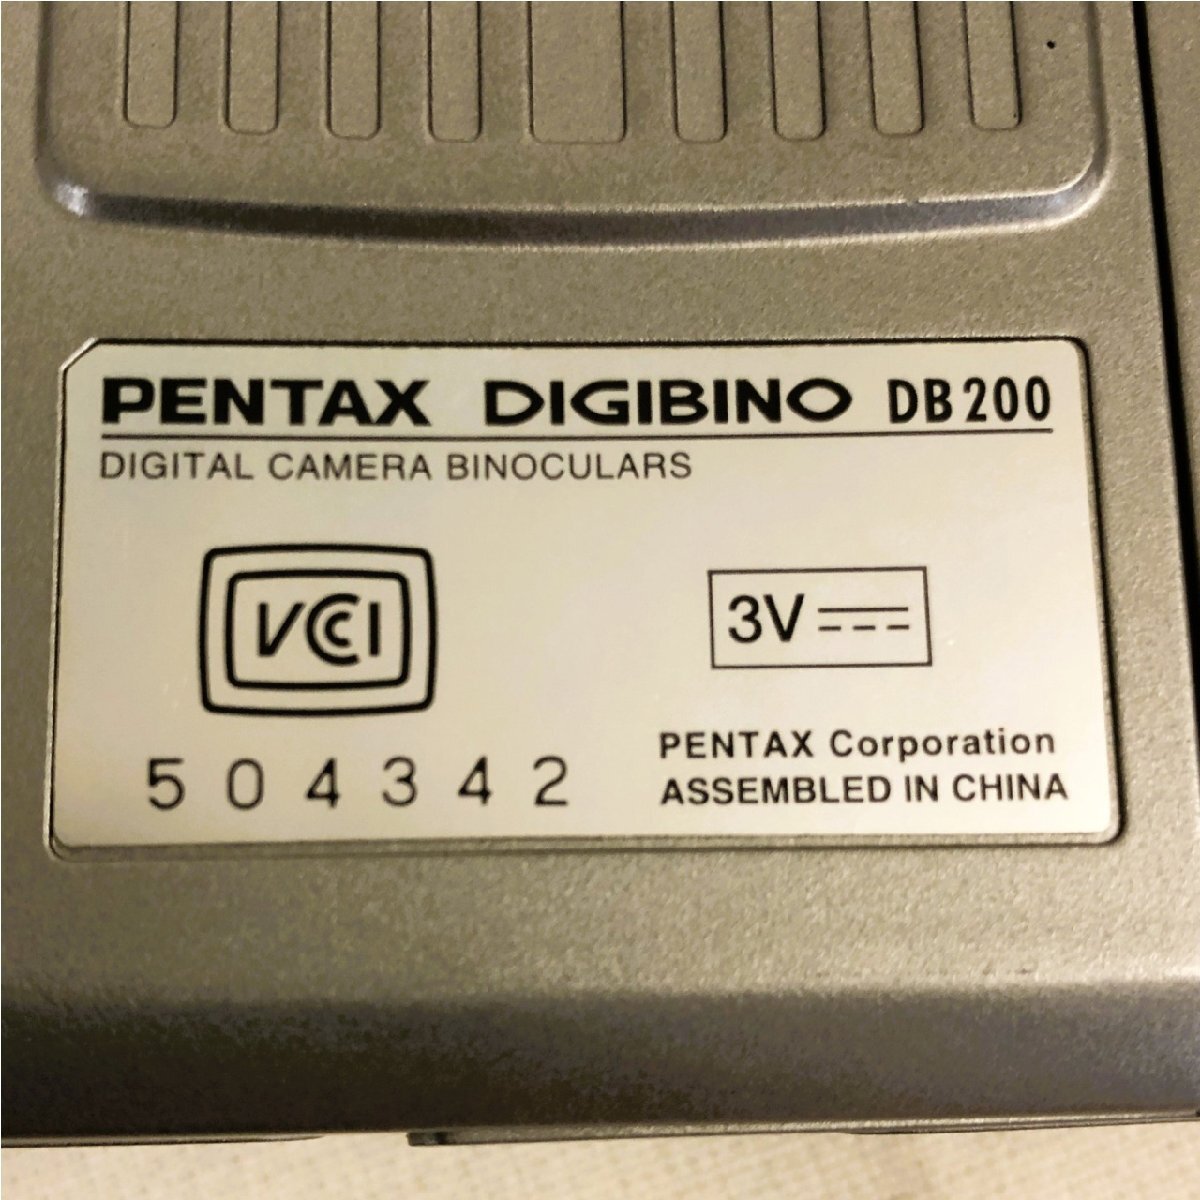 PENTAX DIGIBINO DB200
DIGITAL CAMERA BINOCULARS
VCCI
3V
504342
PENTAX Corporation
ASSEMBLED IN CHINA